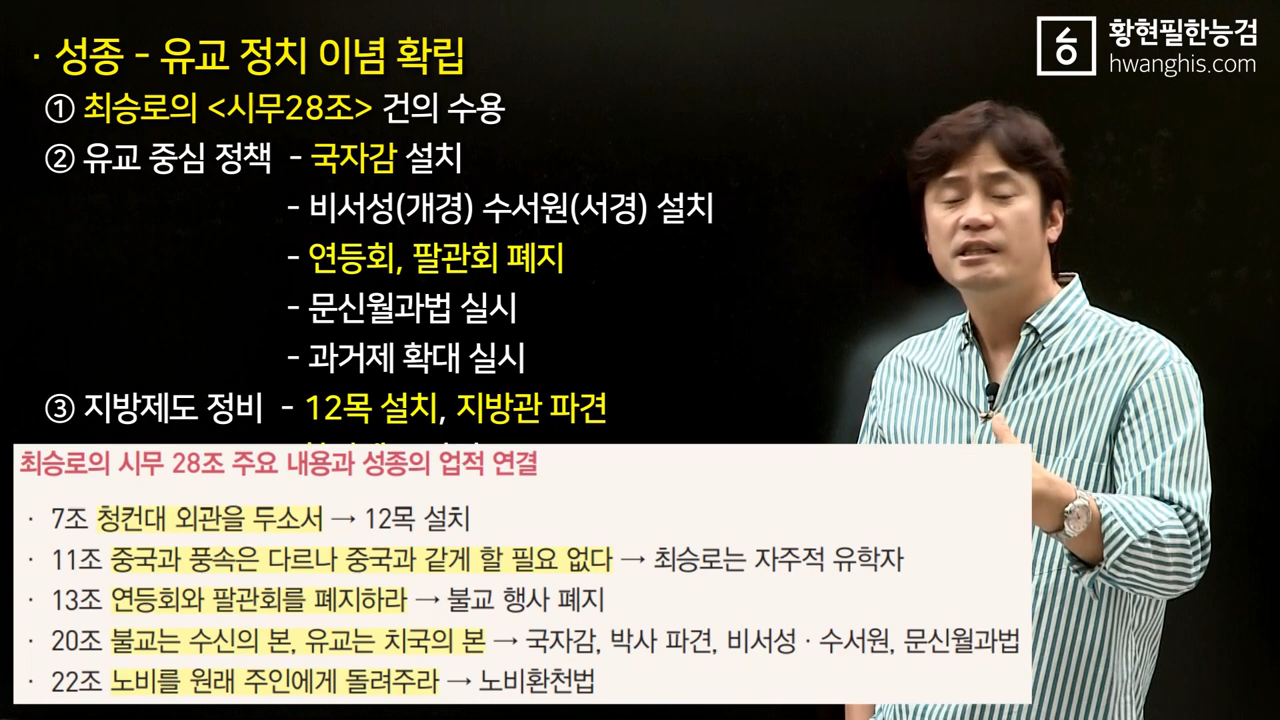 · 성종 - 유교 정치 이념 확립
① 최승로의 <시무28조> 건의 수용
② 유교 중심 정책 - 국자감 설치
- 비서성(개경) 수서원(서경) 설치
- 연등회, 팔관회 폐지
- 문신월과법 실시
- 과거제 확대 실시
③ 지방제도 정비 - 12목 설치, 지방관 파견
황현필한능검
hwanghis.com
최승로의 시무 28조 주요 내용과 성종의 업적 연결
· 7조 청컨대 외관을 두소서 → 12목 설치
· 11조 중국과 풍속은 다르나 중국과 같게 할 필요 없다 → 최승로는 자주적 유학자
· 13조 연등회와 팔관회를 폐지하라 → 불교 행사 폐지
· 20조 불교는 수신의 본, 유교는 치국의 본 → 국자감, 박사 파견, 비서성 · 수서원, 문신월과법
· 22조 노비를 원래 주인에게 돌려주라 → 노비환천법